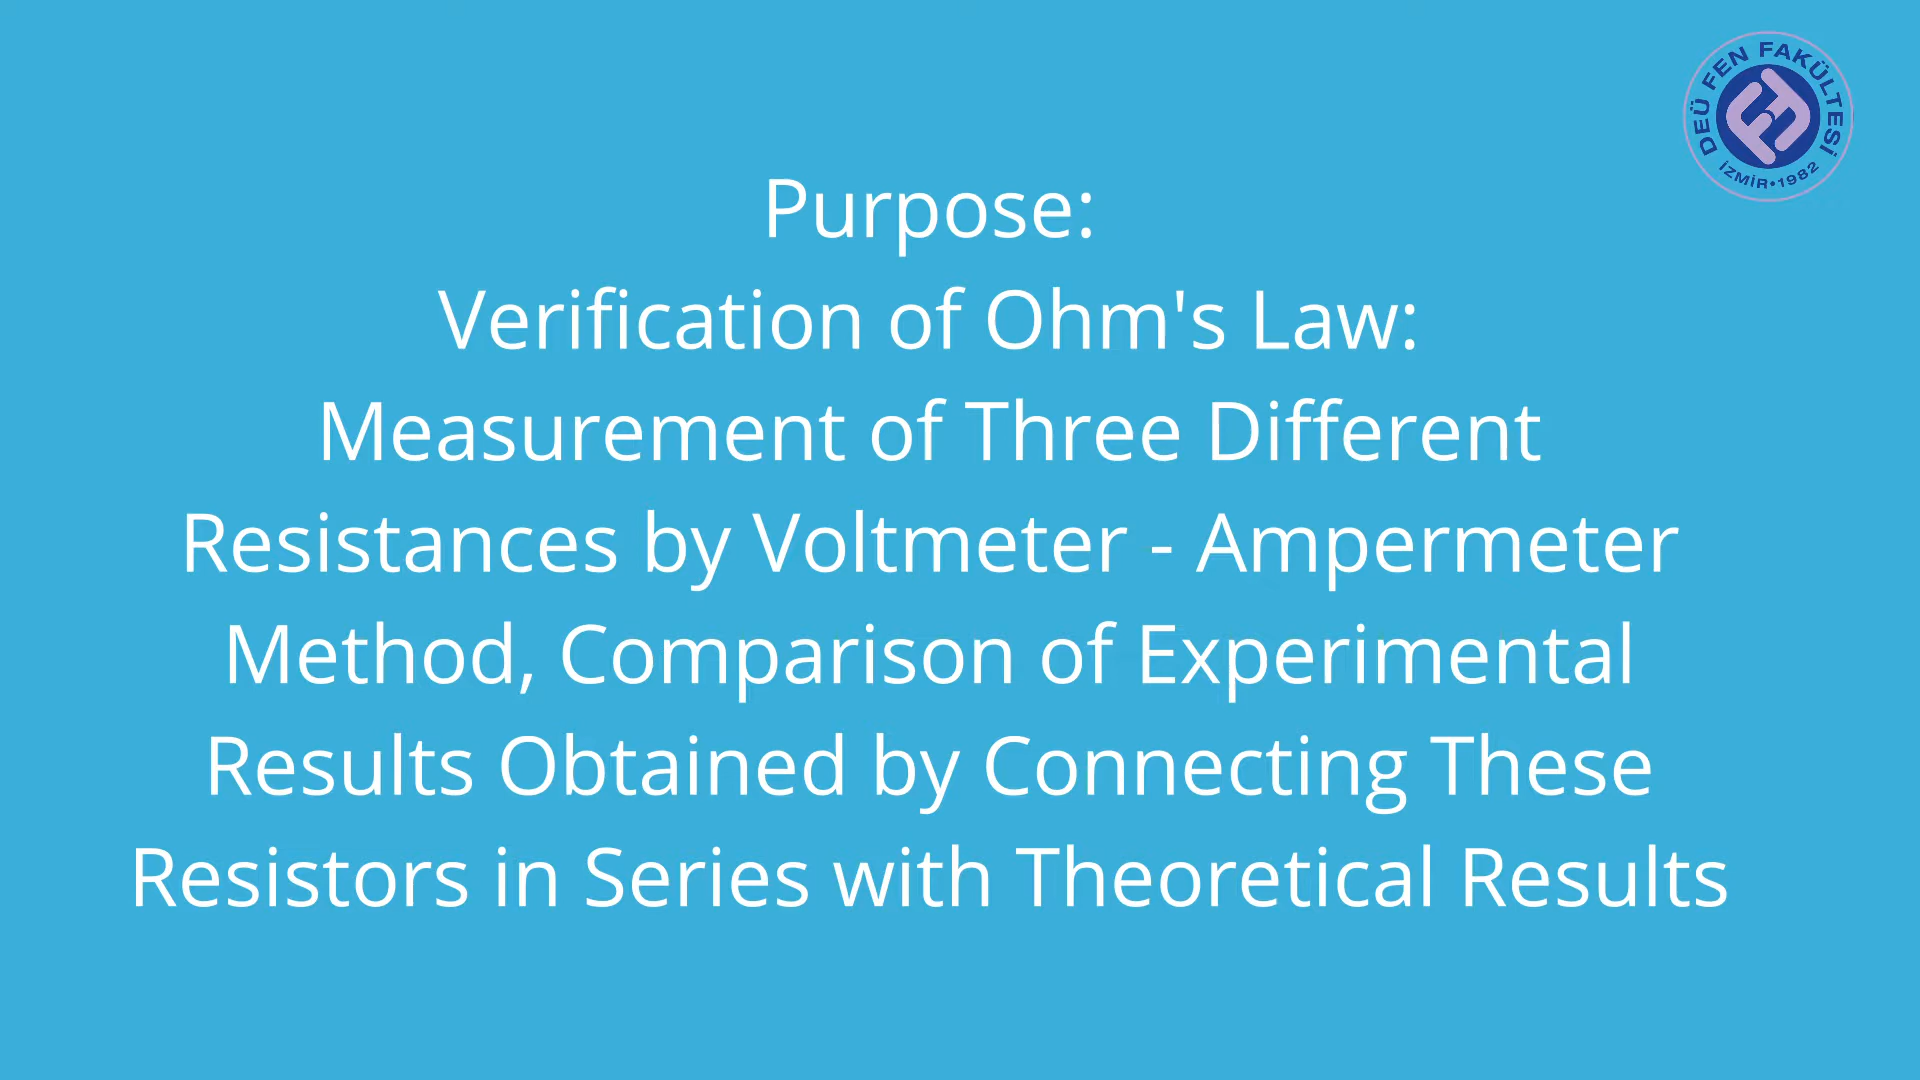 DEÜ FEN FAKÜLTESİ
İZMİR•1982
Purpose:
Verification of Ohm's Law:
Measurement of Three Different
Resistances by Voltmeter - Ampermeter
Method, Comparison of Experimental
Results Obtained by Connecting These
Resistors in Series with Theoretical Results